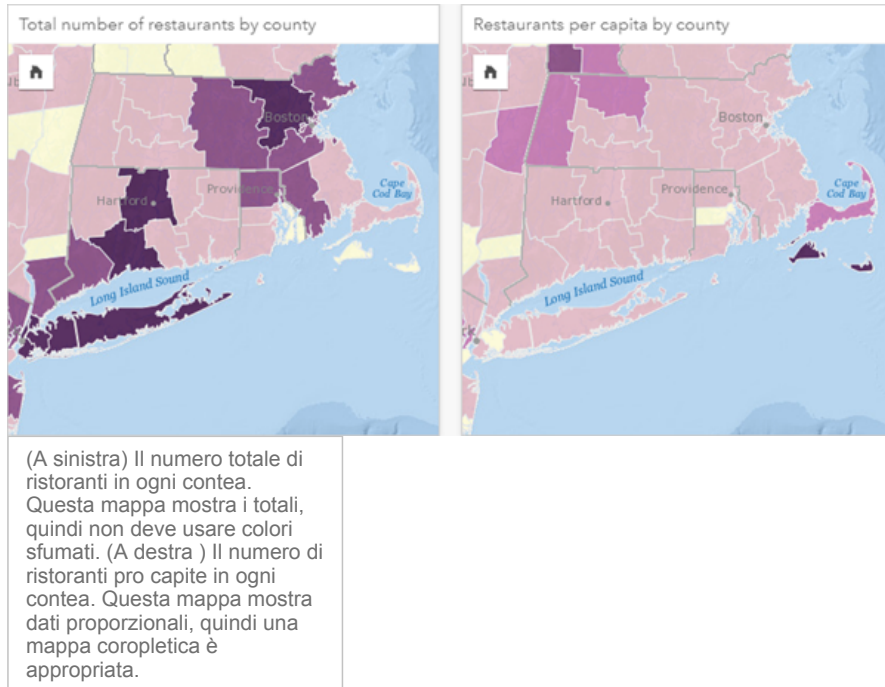 Total number of restaurants by county
Restaurants per capita by county
Boston
Hartford
Providence
Cape
Cod Bay
Long Island Sound
Boston
Hartford
Providence
Cape
Cod Bay
Long Island Sound
(A sinistra) Il numero totale di
ristoranti in ogni contea.
Questa mappa mostra i totali,
quindi non deve usare colori
sfumati. (A destra ) Il numero di
ristoranti pro capite in ogni
contea. Questa mappa mostra
dati proporzionali, quindi una
mappa coropletica è
appropriata.